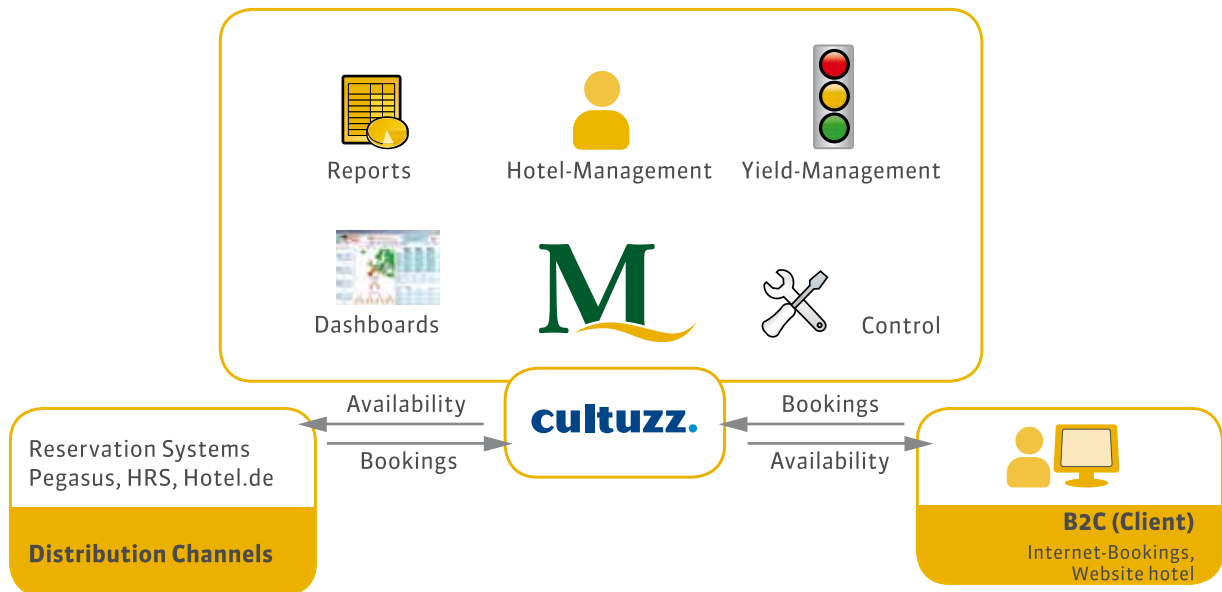 Reports
Hotel-Management
Yield-Management
Dashboards
M
Control
cultuzz.
Availability
Bookings
Bookings
Availability
Reservation Systems
Pegasus, HRS, Hotel.de
Distribution Channels
B2C (Client)
Internet-Bookings,
Website hotel